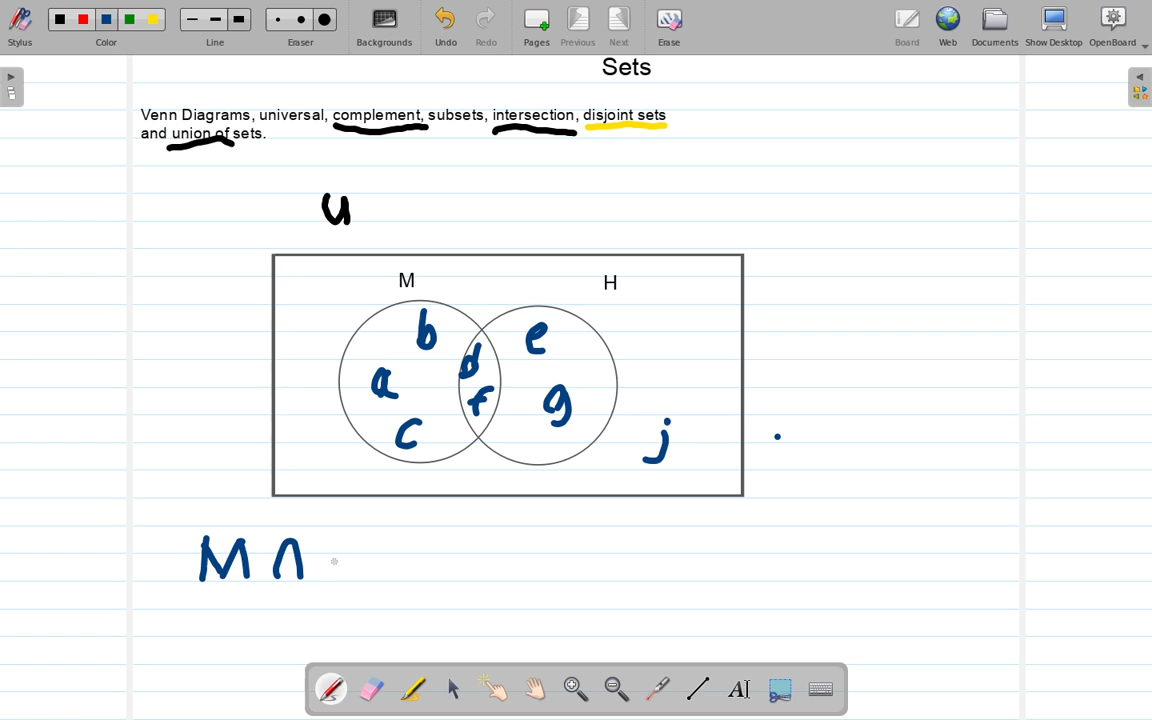 Stylus Color Line Eraser Backgrounds Undo Redo Pages Previous Next Erase Board Web Documents Show Desktop OpenBoard
Sets
Venn Diagrams, universal, complement, subsets, intersection, disjoint sets
and union of sets.
u
M H
b e
d
a f g
c j
M ∩
AI